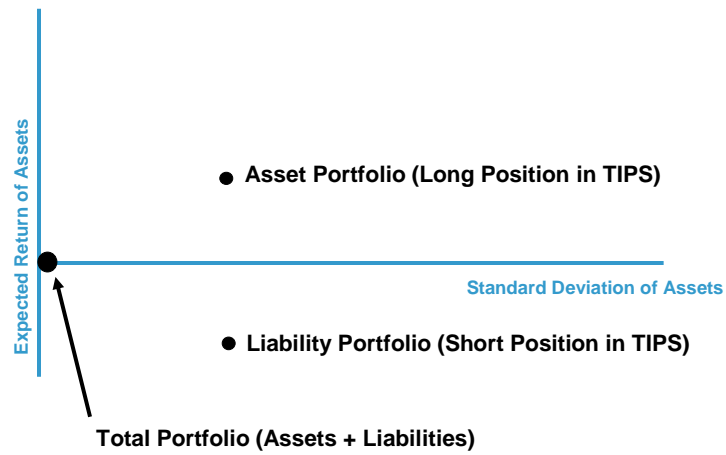 Expected Return of Assets
Asset Portfolio (Long Position in TIPS)
Standard Deviation of Assets
Liability Portfolio (Short Position in TIPS)
Total Portfolio (Assets + Liabilities)